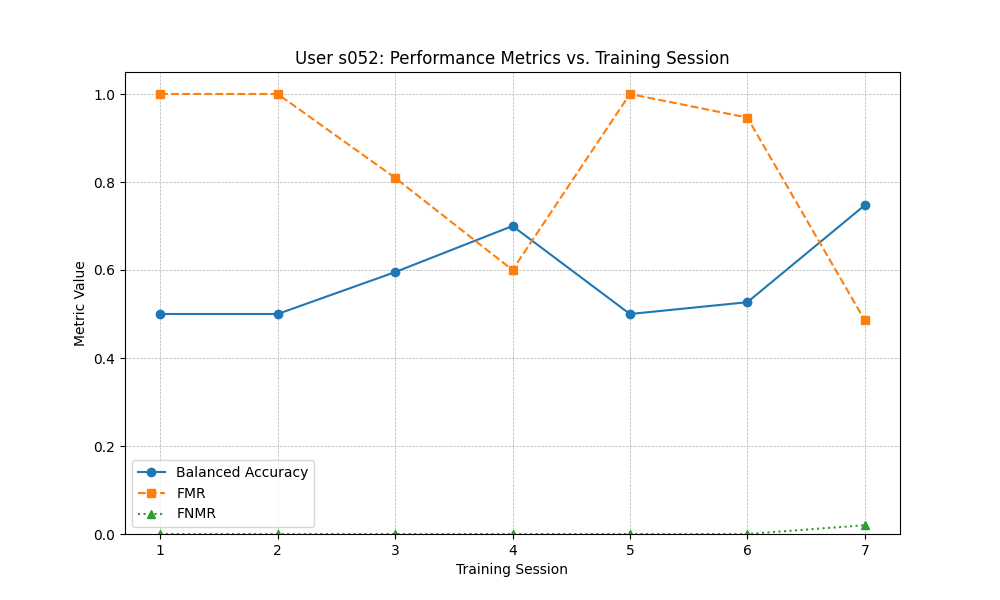 User s052: Performance Metrics vs. Training Session
Metric Value
1.0
0.8
0.6
0.4
0.2
0.0
Balanced Accuracy
FMR
FNMR
1 2 3 4 5 6 7
Training Session